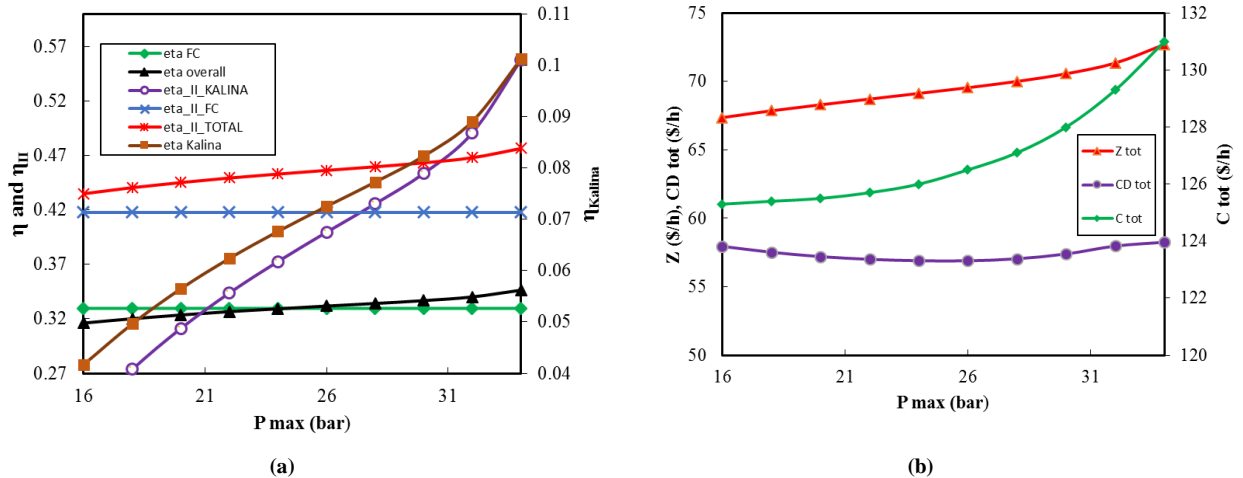 0.57
0.52
0.47
0.42
0.37
0.32
0.27
η and ηII
eta FC
eta overall
eta_II_KALINA
eta_II_FC
eta_II_TOTAL
eta Kalina
0.11
0.1
0.09
0.08
0.07
0.06
0.05
0.04
ηKalina
16 21 26 31
P max (bar)
(a)
75
70
65
60
55
50
Z ($/h), CD tot ($/h)
Z tot
CD tot
C tot
132
130
128
126
124
122
120
C tot ($/h)
16 21 26 31
P max (bar)
(b)